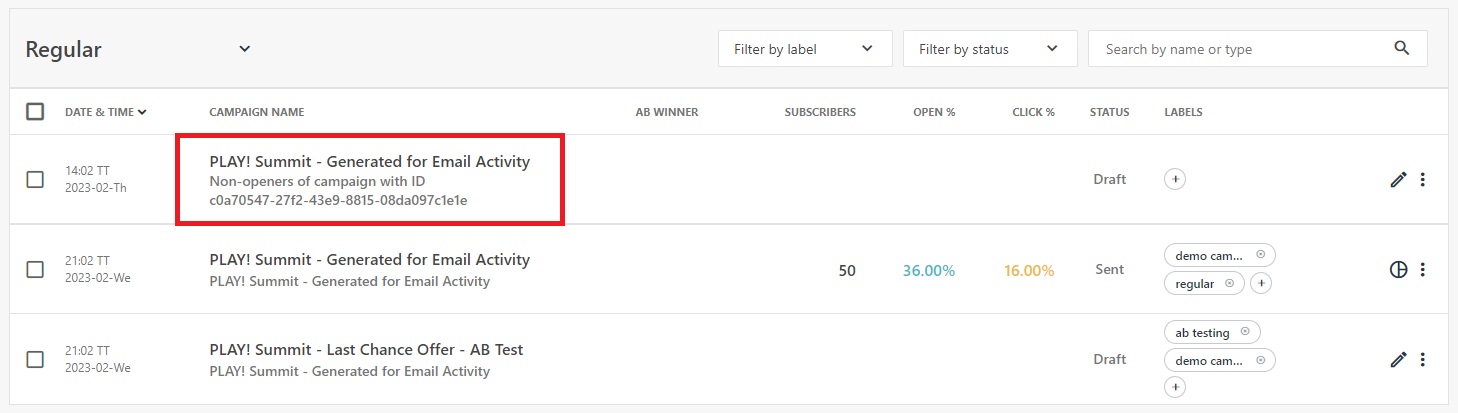 Regular
Filter by label
Filter by status
Search by name or type
DATE & TIME
CAMPAIGN NAME
AB WINNER
SUBSCRIBERS
OPEN %
CLICK %
STATUS
LABELS
14:02 TT
2023-02-Th
PLAY! Summit - Generated for Email Activity
Non-openers of campaign with ID
c0a70547-27f2-43e9-8815-08da097c1e1e
Draft
21:02 TT
2023-02-We
PLAY! Summit - Generated for Email Activity
PLAY! Summit - Generated for Email Activity
50
36.00%
16.00%
Sent
demo cam...
regular
21:02 TT
2023-02-We
PLAY! Summit - Last Chance Offer - AB Test
PLAY! Summit - Generated for Email Activity
Draft
ab testing
demo cam...